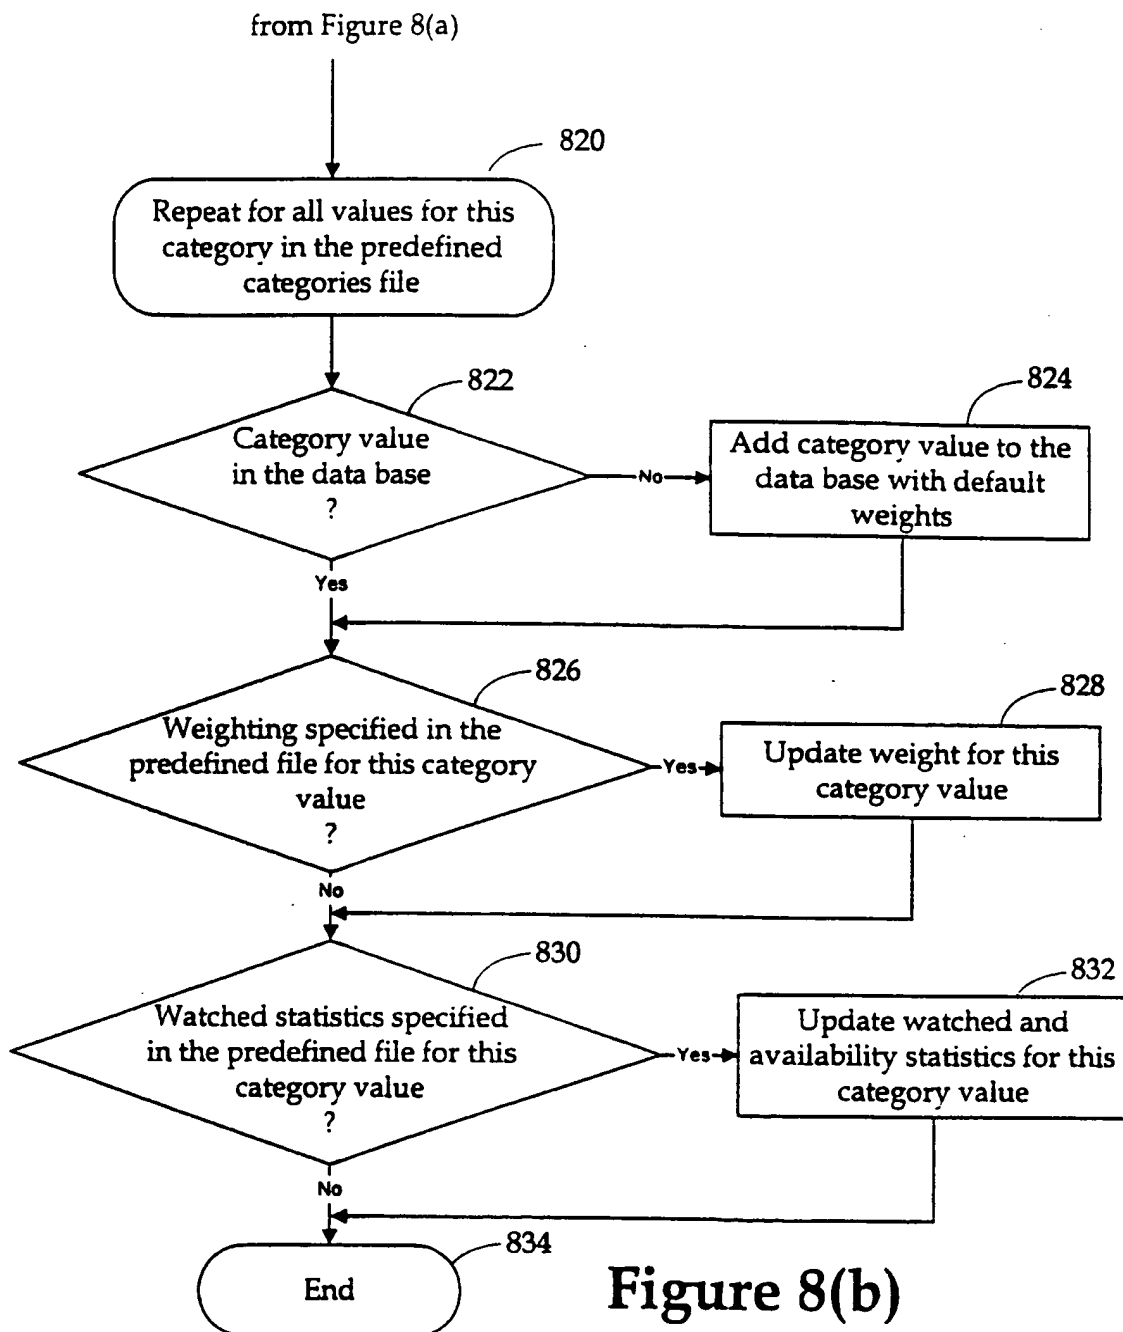 from Figure 8(a)
820
Repeat for all values for this
category in the predefined
categories file
822
Category value
in the data base
?
No
824
Add category value to the
data base with default
weights
Yes
826
Weighting specified in the
predefined file for this category
value
?
Yes
828
Update weight for this
category value
No
830
Watched statistics specified
in the predefined file for this
category value
?
Yes
832
Update watched and
availability statistics for this
category value
No
834
End
Figure 8(b)